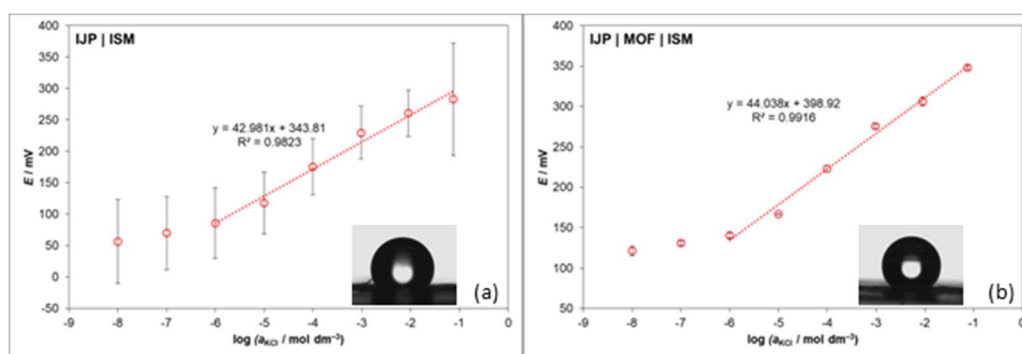 IJP | ISM
400
350
300
250
200
150
100
50
0
50
E / mV
y = 42.981x + 343.81
R² = 0.9823
(a)
-9 -8 -7 -6 -5 -4 -3 -2 -1 0
log (aKCl / mol dm⁻³)
IJP | MOF | ISM
400
350
300
250
200
150
100
50
E / mV
y = 44.038x + 398.92
R² = 0.9916
(b)
-9 -8 -7 -6 -5 -4 -3 -2 -1 0
log (aKCl / mol dm⁻³)